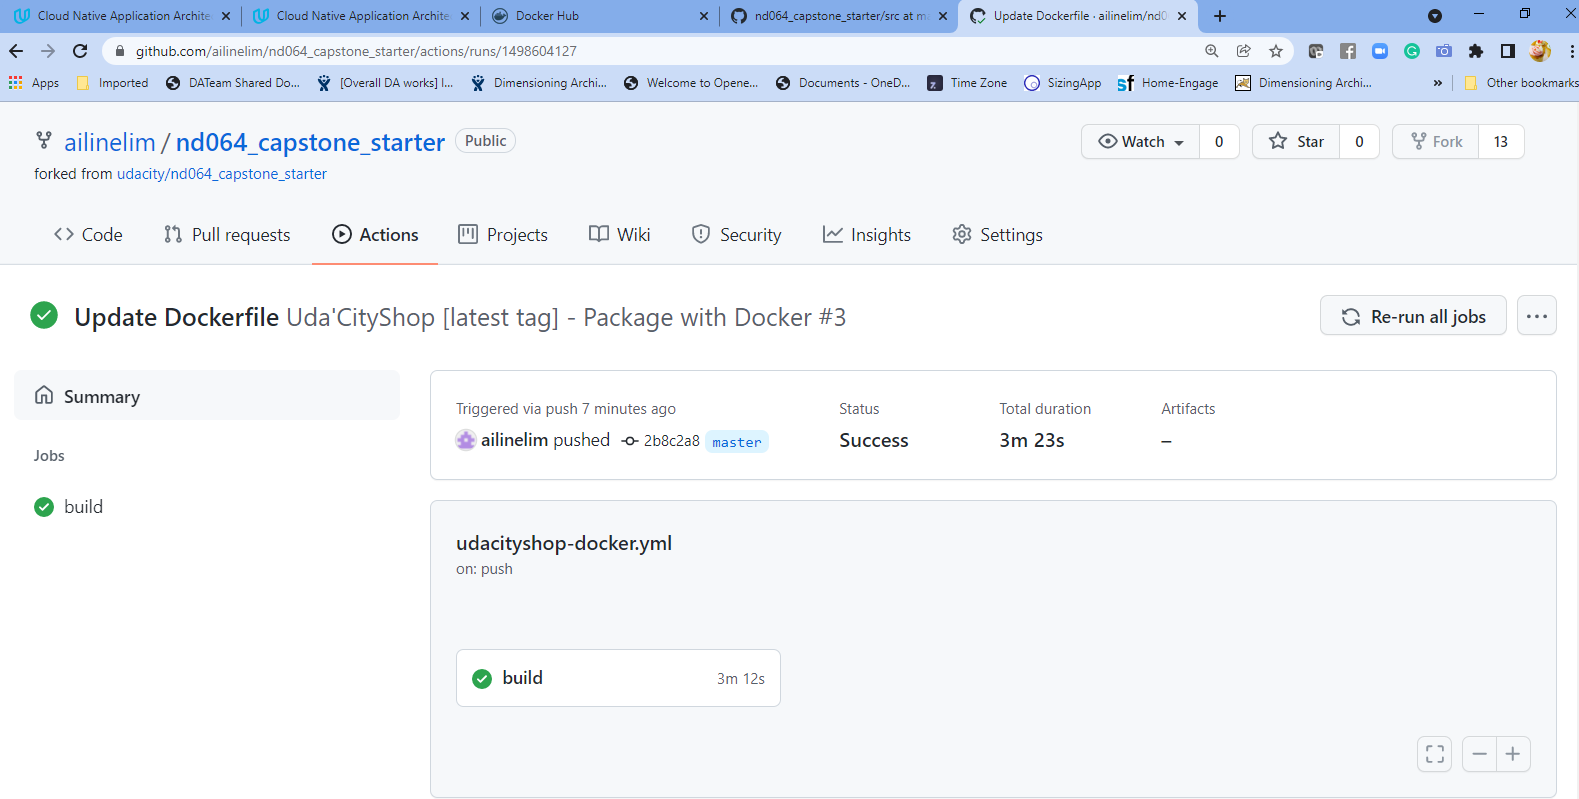 Cloud Native Application Archite
Cloud Native Application Archite
Docker Hub
nd064_capstone_starter/src at m
Update Dockerfile · ailinelim/nd0
github.com/ailinelim/nd064_capstone_starter/actions/runs/1498604127
Apps
Imported
DATeam Shared Do...
[Overall DA works] I...
Dimensioning Archi...
Welcome to Opene...
Documents - OneD...
Time Zone
SizingApp
Home-Engage
Dimensioning Archi...
»
Other bookmarks
ailinelim / nd064_capstone_starter Public
Watch 0
Star 0
Fork 13
forked from udacity/nd064_capstone_starter
Code
Pull requests
Actions
Projects
Wiki
Security
Insights
Settings
Update Dockerfile Uda'CityShop [latest tag] - Package with Docker #3
Re-run all jobs
Summary
Jobs
build
Triggered via push 7 minutes ago
ailinelim pushed 2b8c2a8 master
Status
Success
Total duration
3m 23s
Artifacts
–
udacityshop-docker.yml
on: push
build 3m 12s